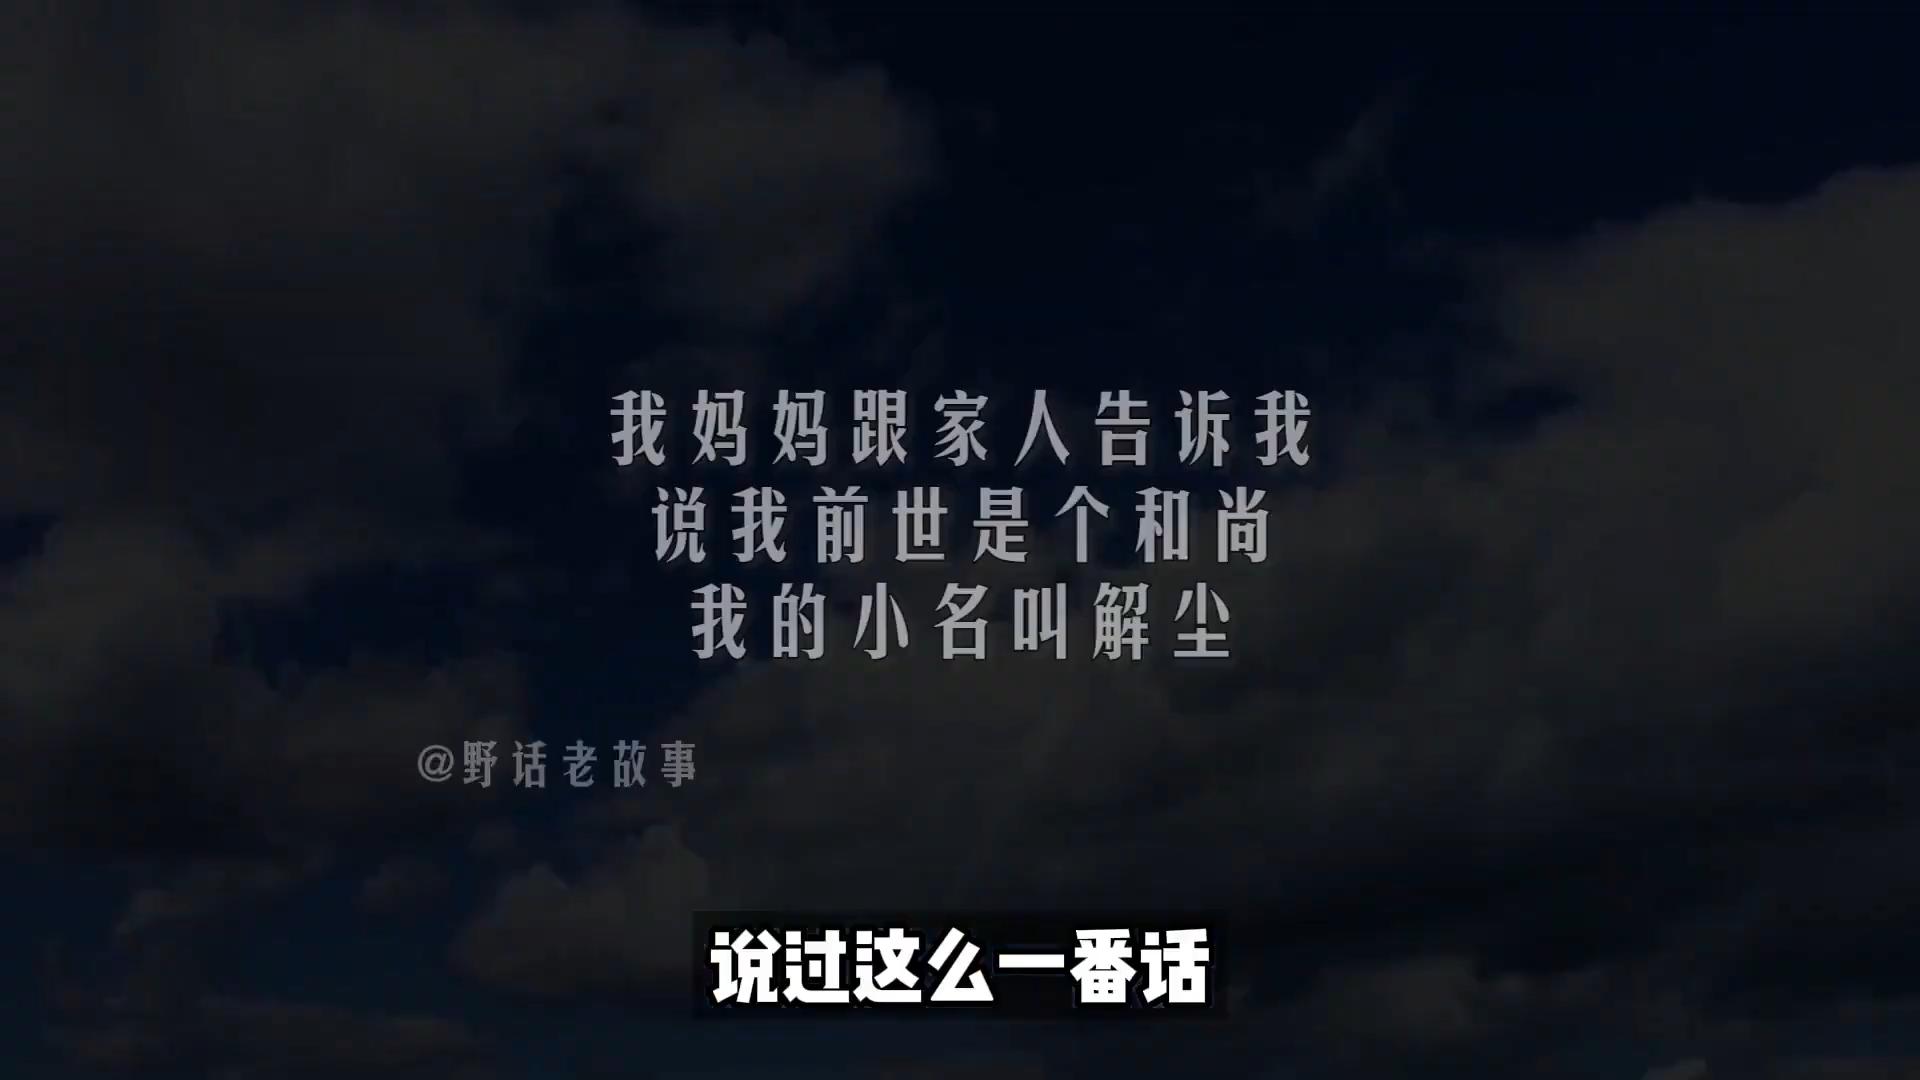 我妈妈跟家人告诉我
说我前世是个和尚
我的小名叫解尘
@野话老故事
说过这么一番话